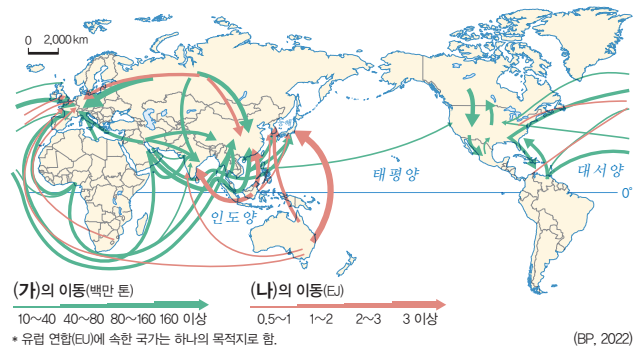 0 2,000 km
동해
태평양
대서양
인도양
0°
(가)의 이동(백만 톤)
10~40 40~80 80~160 160 이상
(나)의 이동(EJ)
0.5~1 1~2 2~3 3 이상
* 유럽 연합(EU)에 속한 국가는 하나의 목적지로 함.
(BP, 2022)